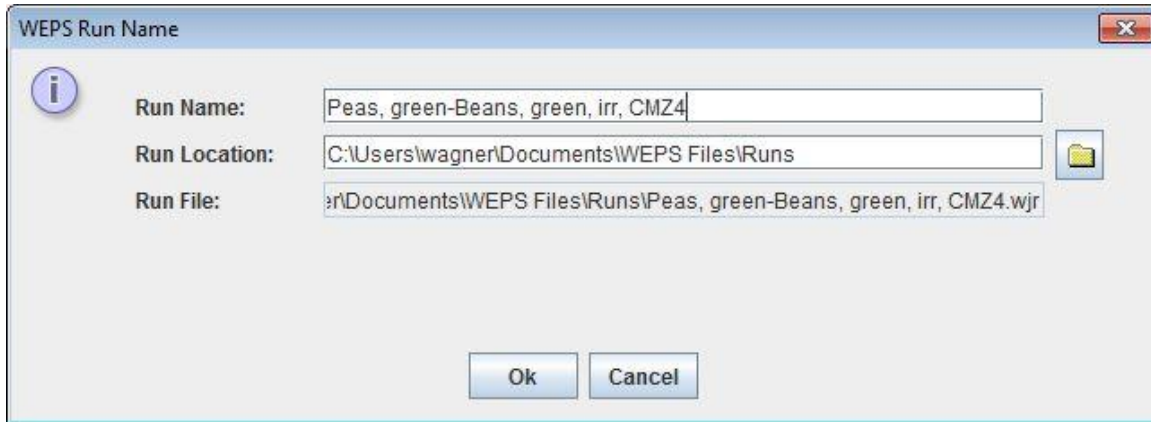 WEPS Run Name
Run Name: Peas, green-Beans, green, irr, CMZ4
Run Location: C:\Users\wagner\Documents\WEPS Files\Runs
Run File: er\Documents\WEPS Files\Runs\Peas, green-Beans, green, irr, CMZ4.wjr
Ok Cancel